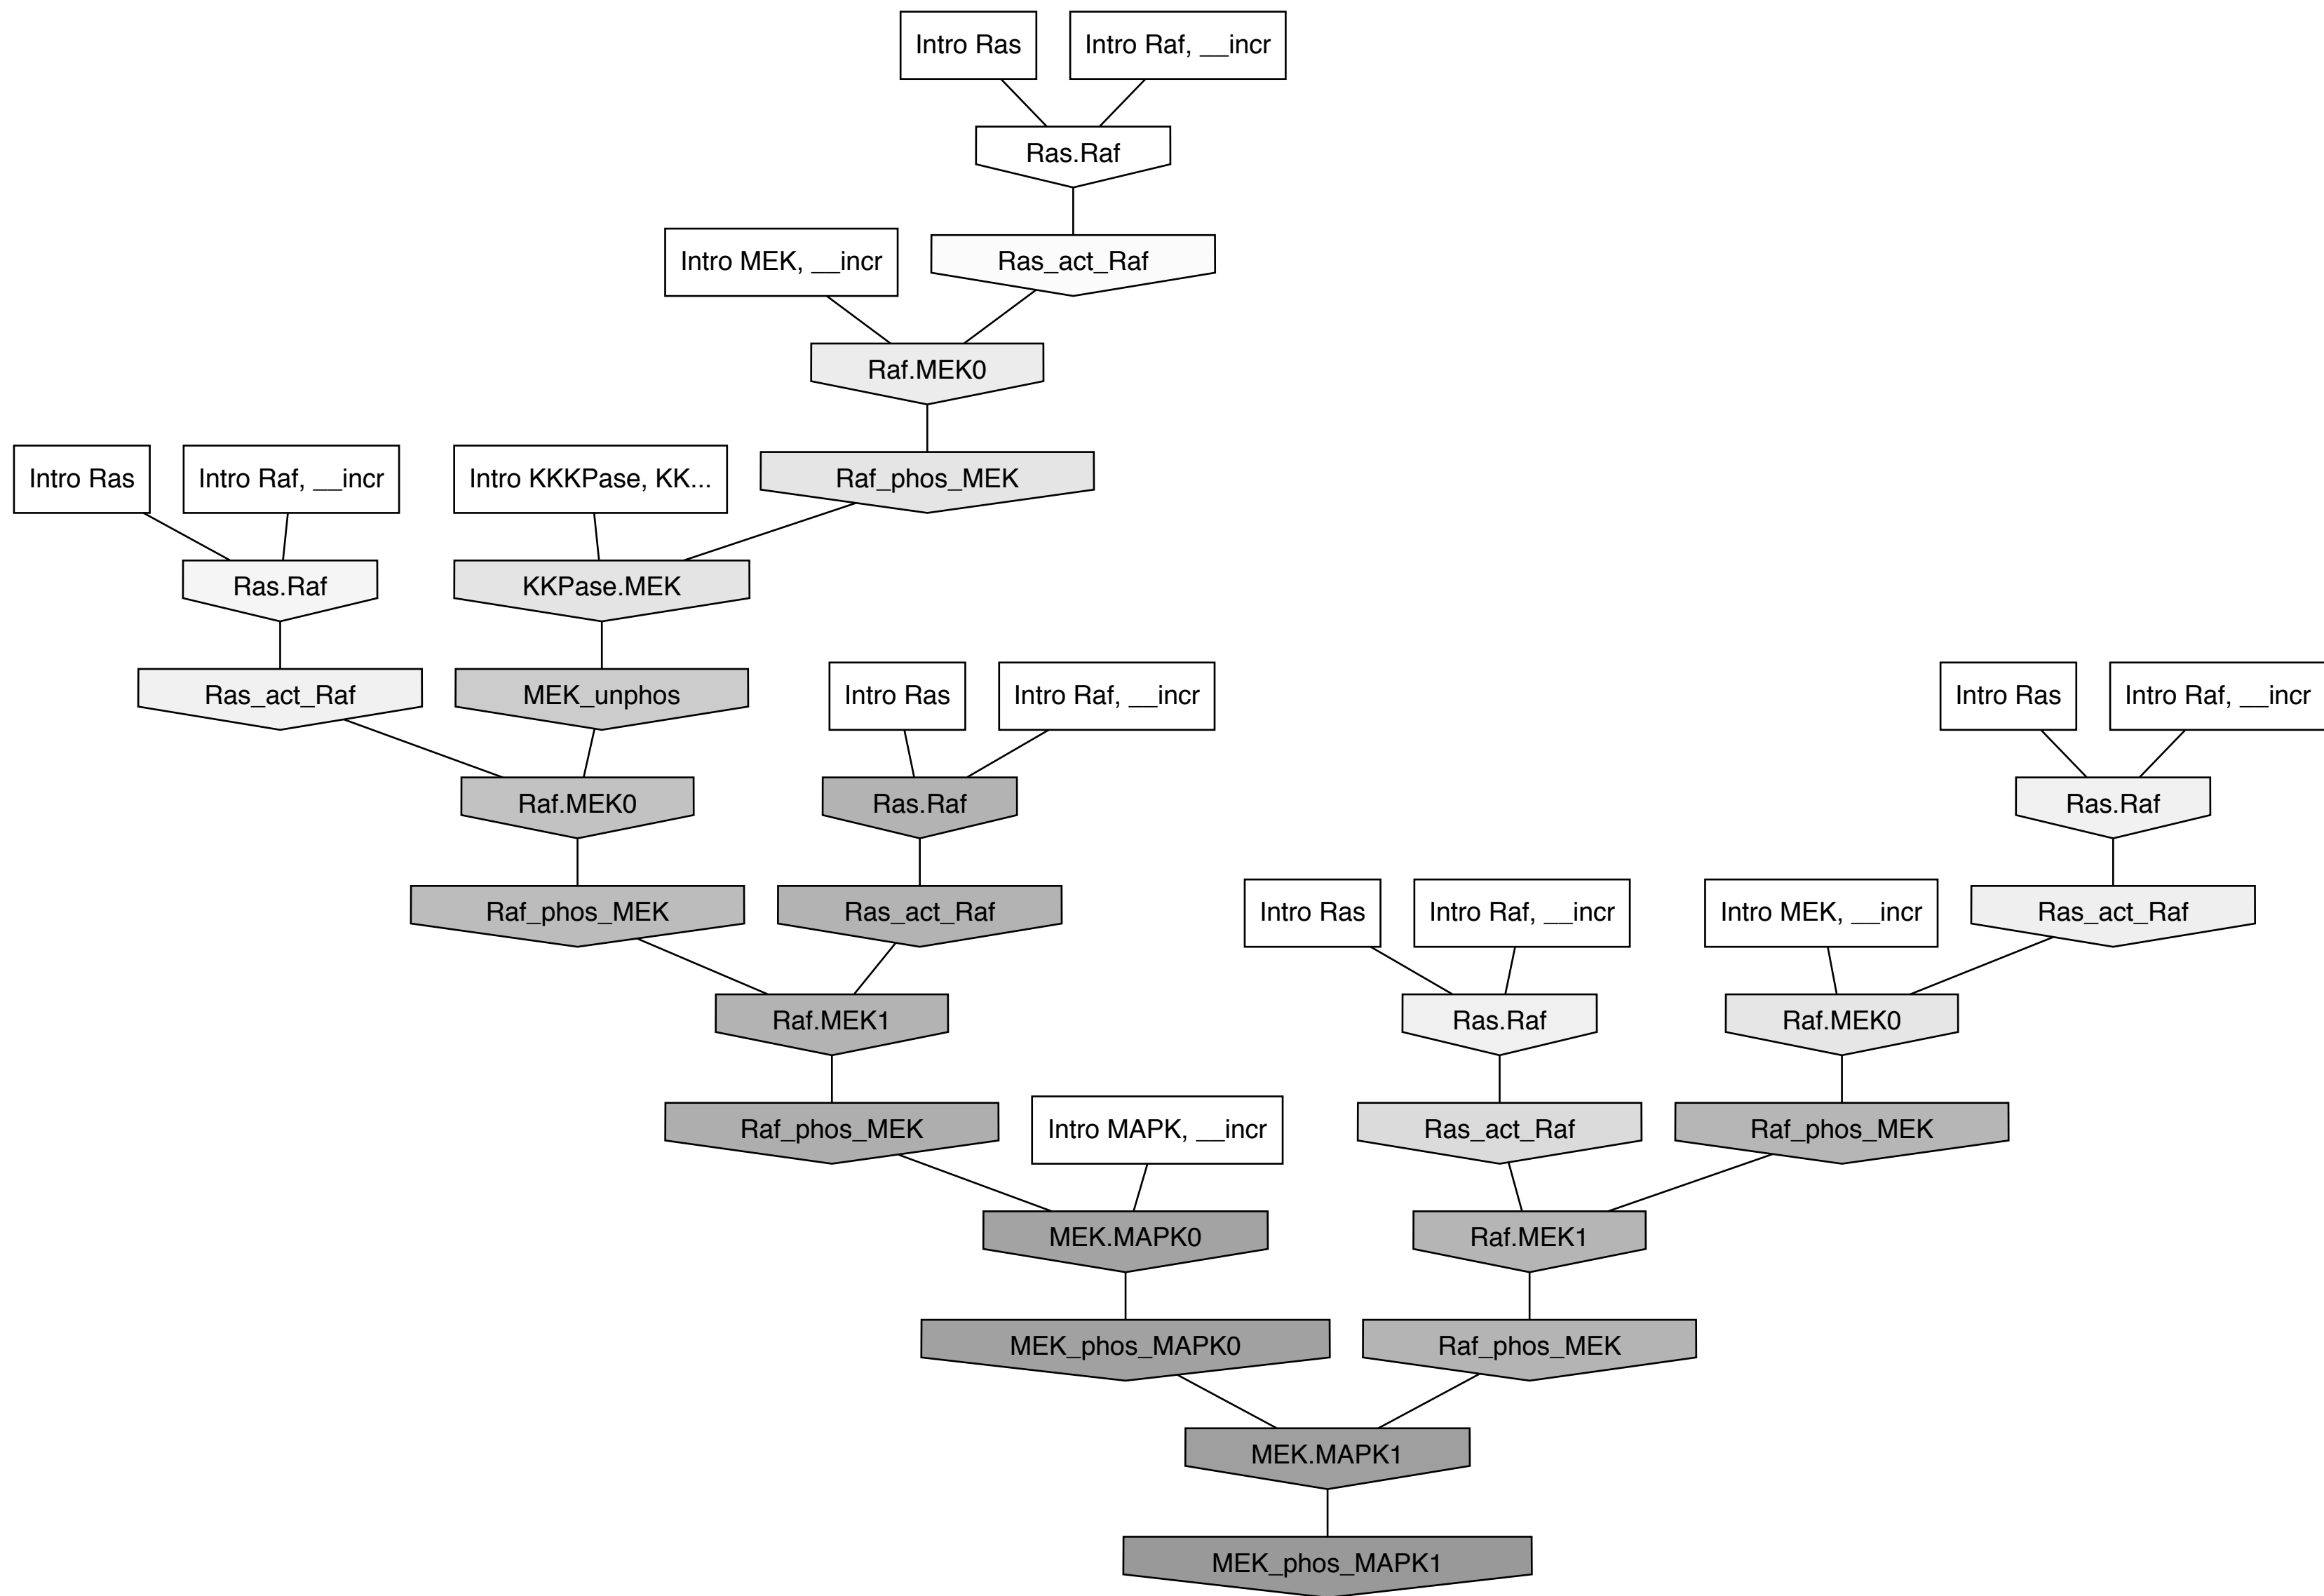 Intro Ras
Intro Raf, __incr
Ras.Raf
Intro MEK, __incr
Ras_act_Raf
Raf.MEK0
Intro Ras
Intro Raf, __incr
Intro KKKPase, KK...
Raf_phos_MEK
Ras.Raf
KKPase.MEK
Ras_act_Raf
MEK_unphos
Intro Ras
Intro Raf, __incr
Intro Ras
Intro Raf, __incr
Raf.MEK0
Ras.Raf
Ras.Raf
Raf_phos_MEK
Ras_act_Raf
Intro Ras
Intro Raf, __incr
Intro MEK, __incr
Ras_act_Raf
Raf.MEK1
Ras.Raf
Raf.MEK0
Raf_phos_MEK
Intro MAPK, __incr
Ras_act_Raf
Raf_phos_MEK
MEK.MAPK0
Raf.MEK1
MEK_phos_MAPK0
Raf_phos_MEK
MEK.MAPK1
MEK_phos_MAPK1